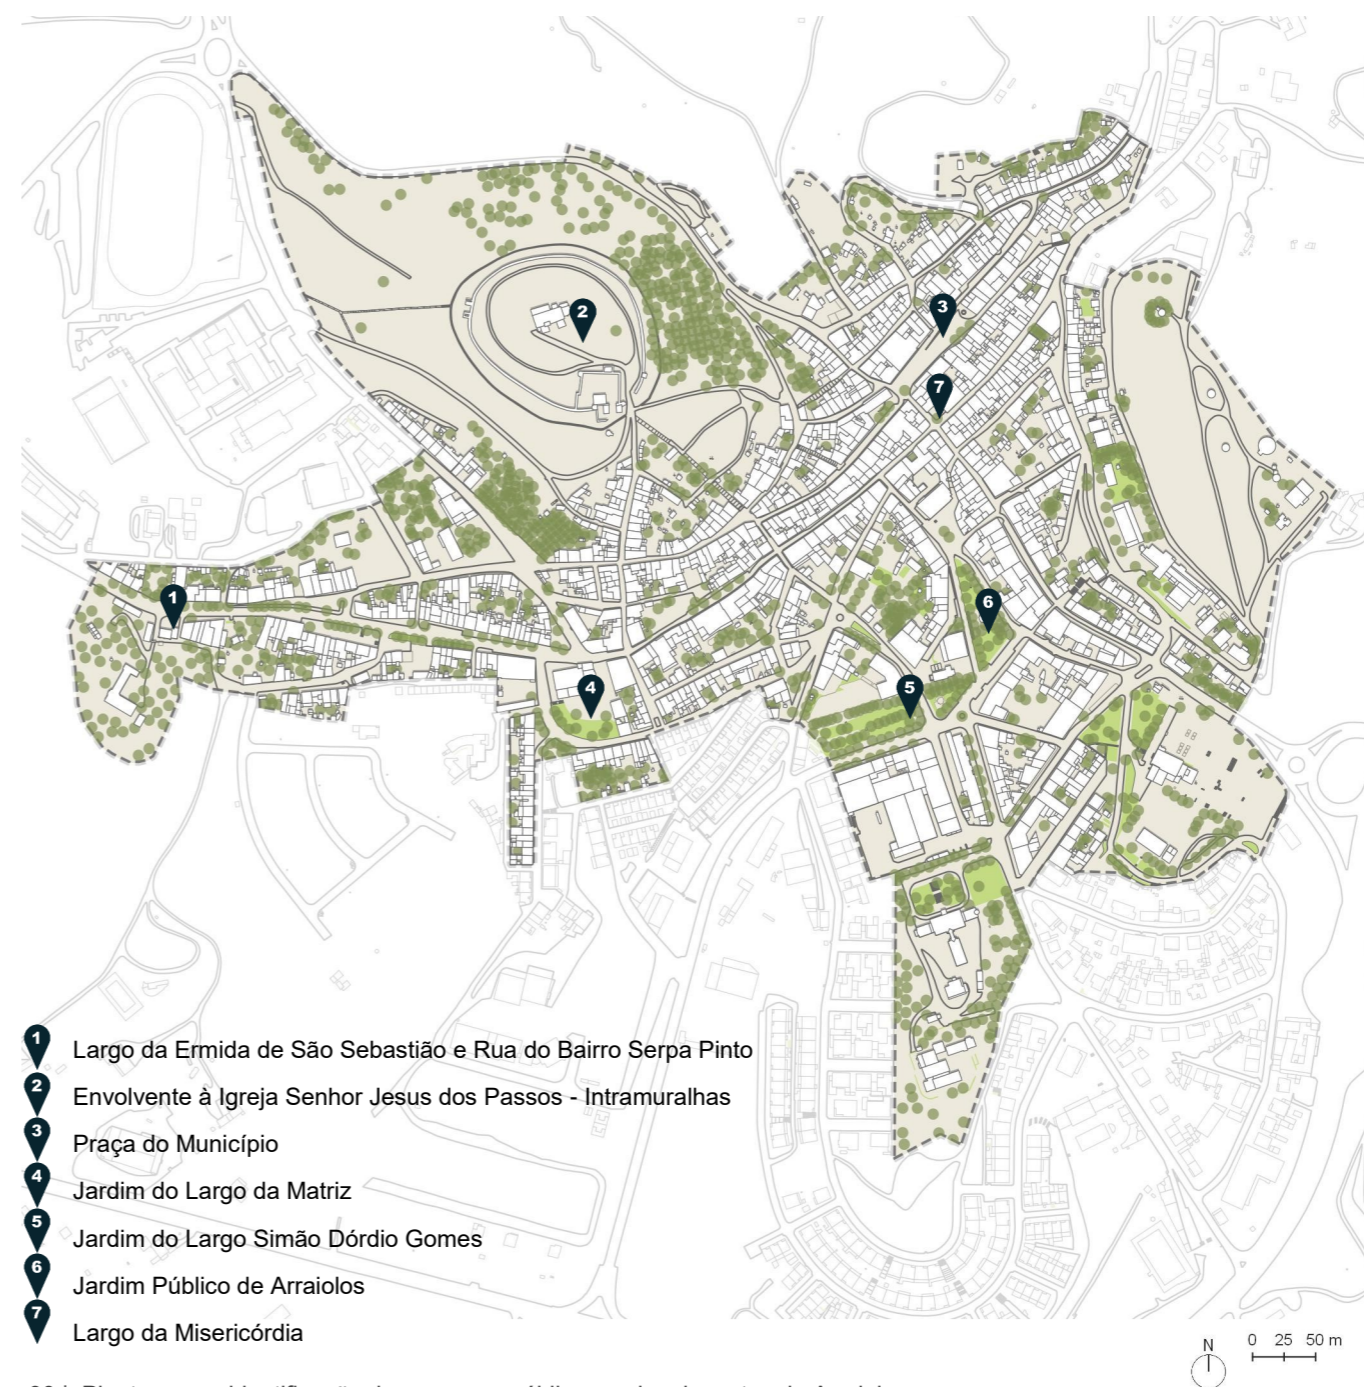 3
2
7
1
6
5
4
1 Largo da Ermida de São Sebastião e Rua do Bairro Serpa Pinto
2 Envolvente à Igreja Senhor Jesus dos Passos - Intramuralhas
3 Praça do Município
4 Jardim do Largo da Matriz
5 Jardim do Largo Simão Dórdio Gomes
6 Jardim Público de Arraiolos
7 Largo da Misericórdia
N 0 25 50 m